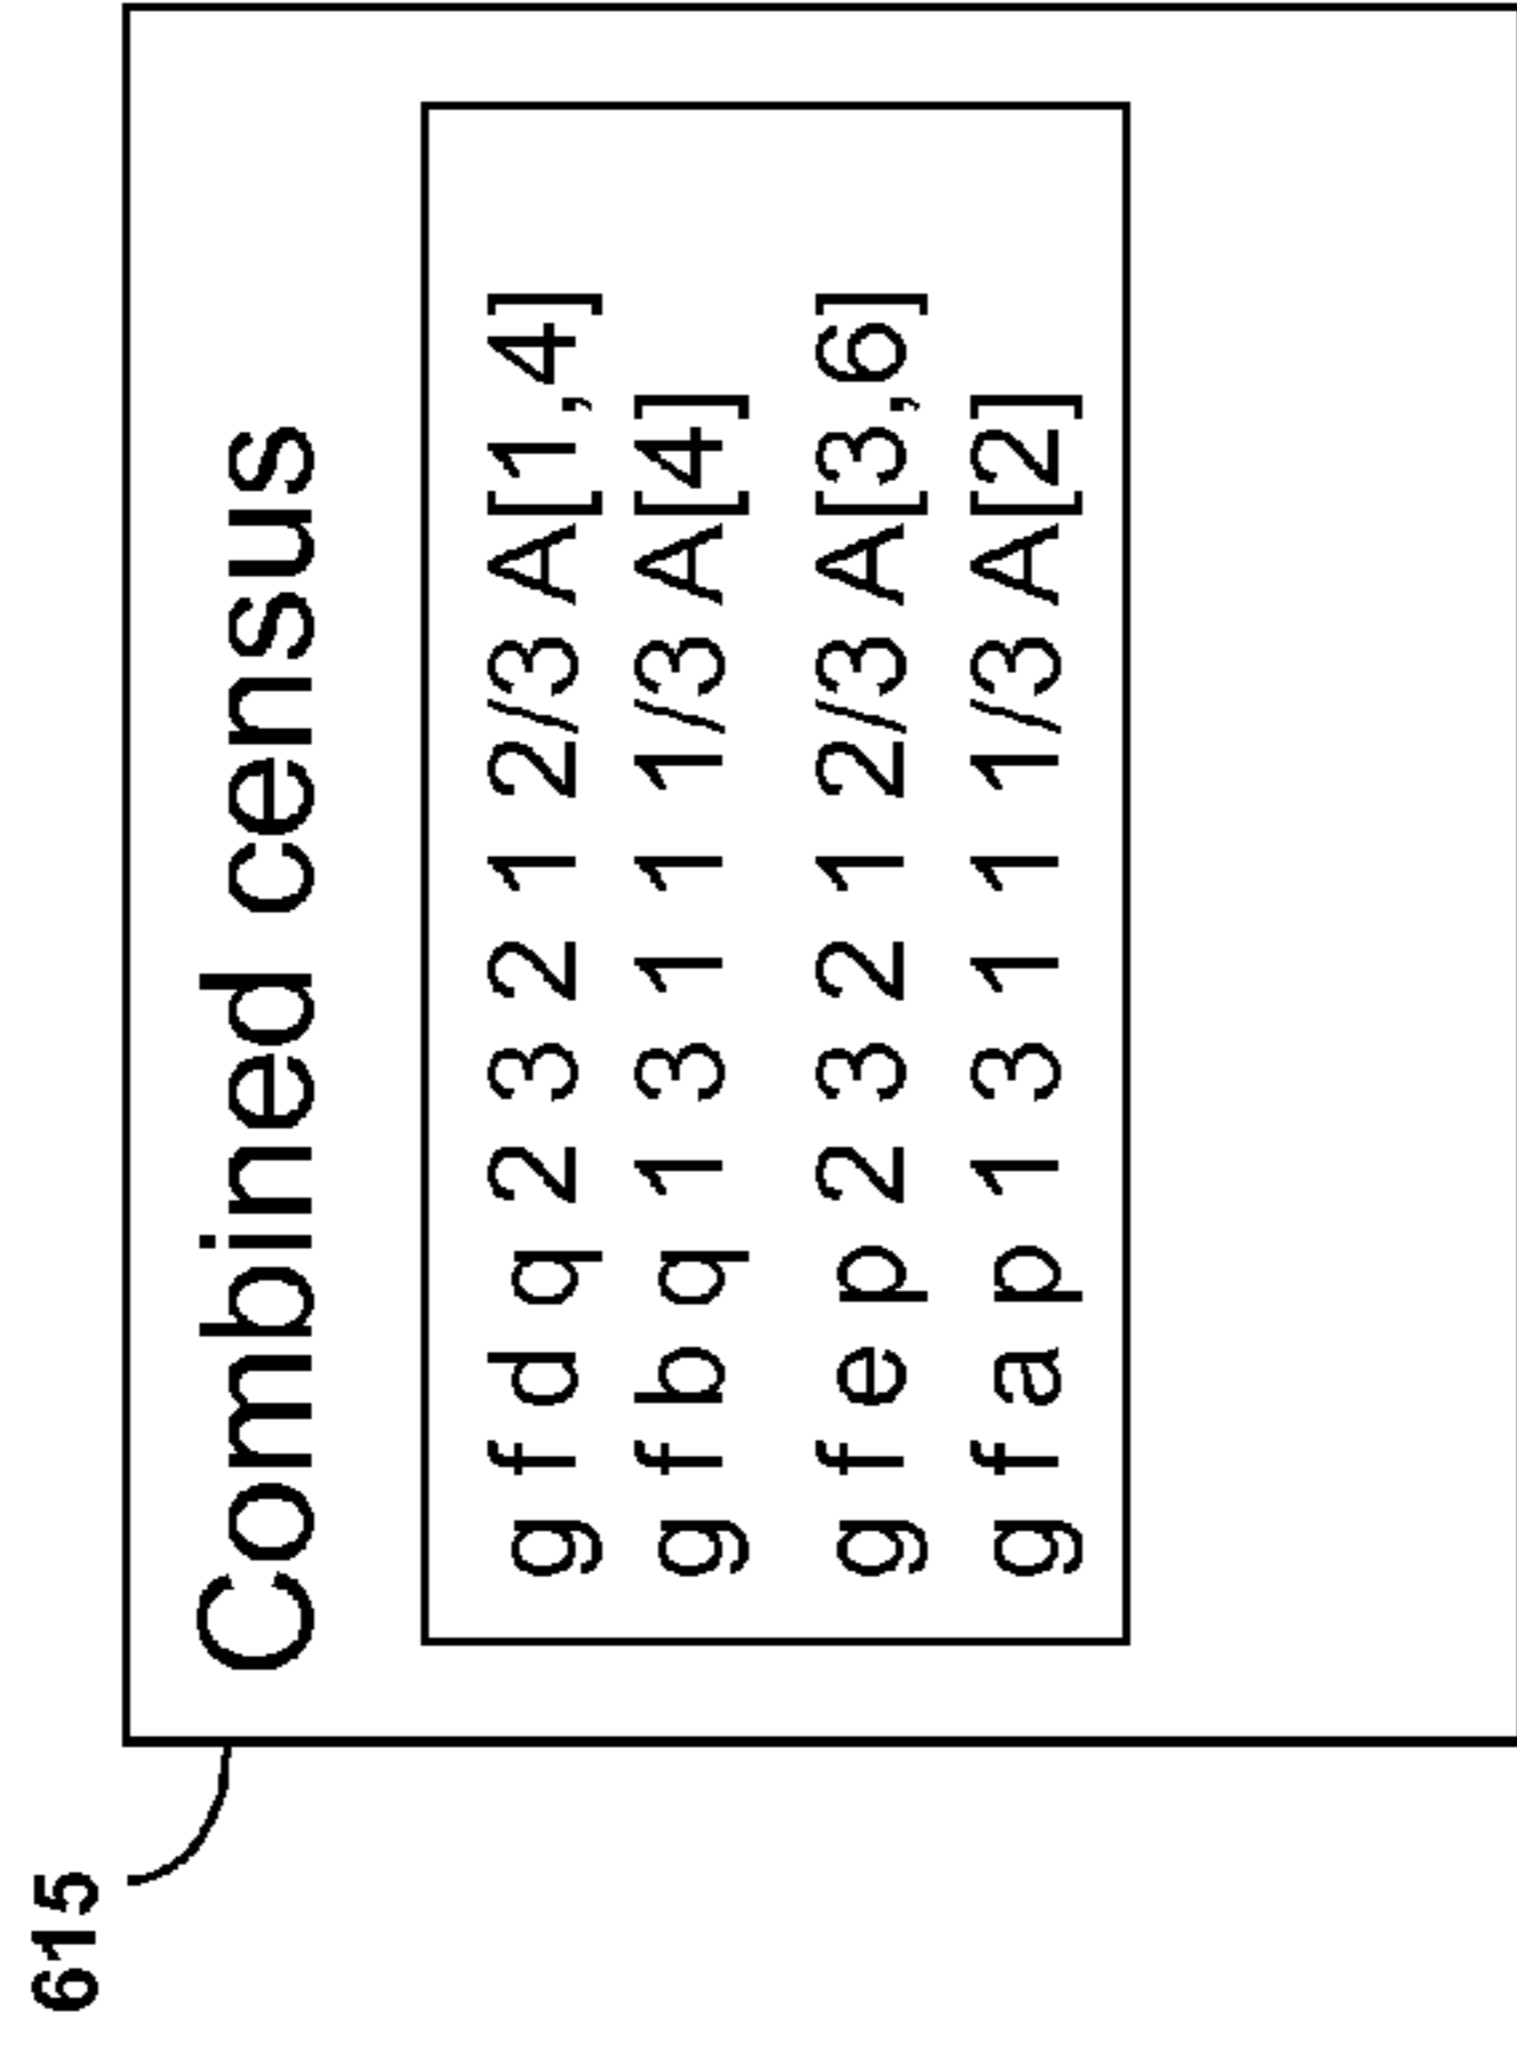 615
Combined census
g f d q 2 3 2 1 2/3 A[1,4]
g f b q 1 3 1 1 1/3 A[4]
g f e p 2 3 2 1 2/3 A[3,6]
g f a p 1 3 1 1 1/3 A[2]